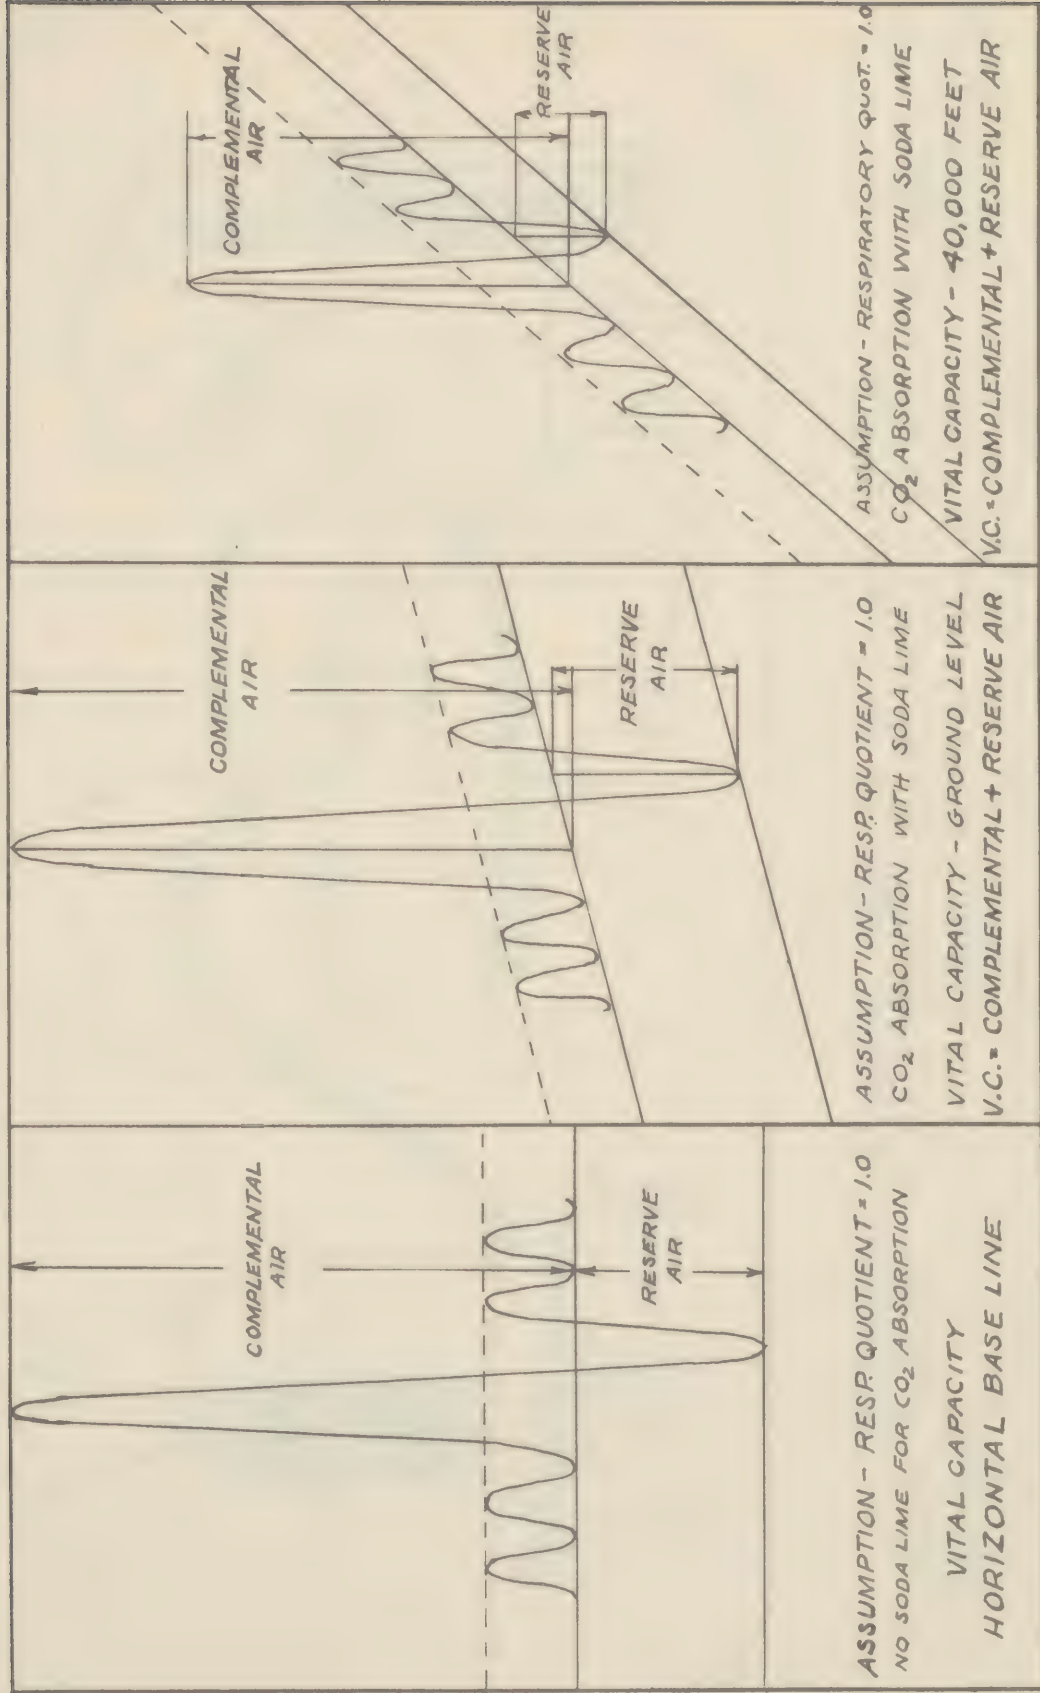 COMPLEMENTAL
AIR
RESERVE
AIR
ASSUMPTION - RESP. QUOTIENT = 1.0
NO SODA LIME FOR CO₂ ABSORPTION
VITAL CAPACITY
HORIZONTAL BASE LINE
COMPLEMENTAL
AIR
RESERVE
AIR
ASSUMPTION - RESP. QUOTIENT = 1.0
CO₂ ABSORPTION WITH SODA LIME
VITAL CAPACITY - GROUND LEVEL
V.C. = COMPLEMENTAL + RESERVE AIR
COMPLEMENTAL
AIR
RESERVE
AIR
ASSUMPTION - RESPIRATORY QUOT. = 1.0
CO₂ ABSORPTION WITH SODA LIME
VITAL CAPACITY - 40,000 FEET
V.C. = COMPLEMENTAL + RESERVE AIR